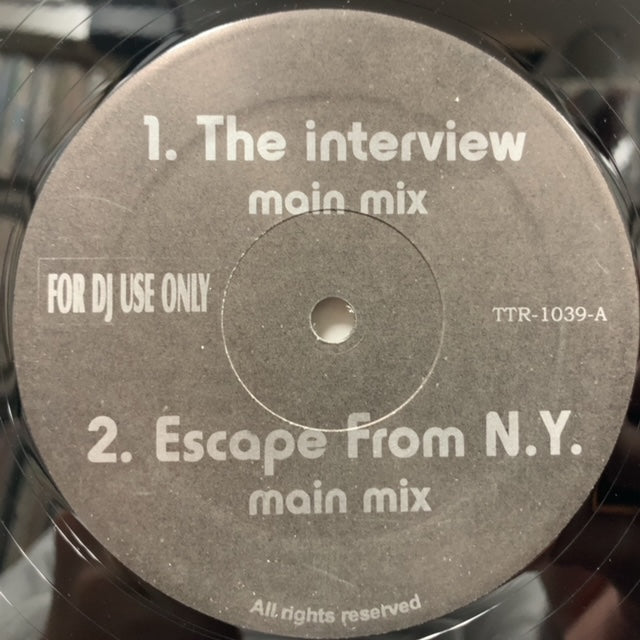 1. The interview
main mix
FOR DJ USE ONLY
TTR-1039-A
2. Escape From N.Y.
main mix
All rights reserved